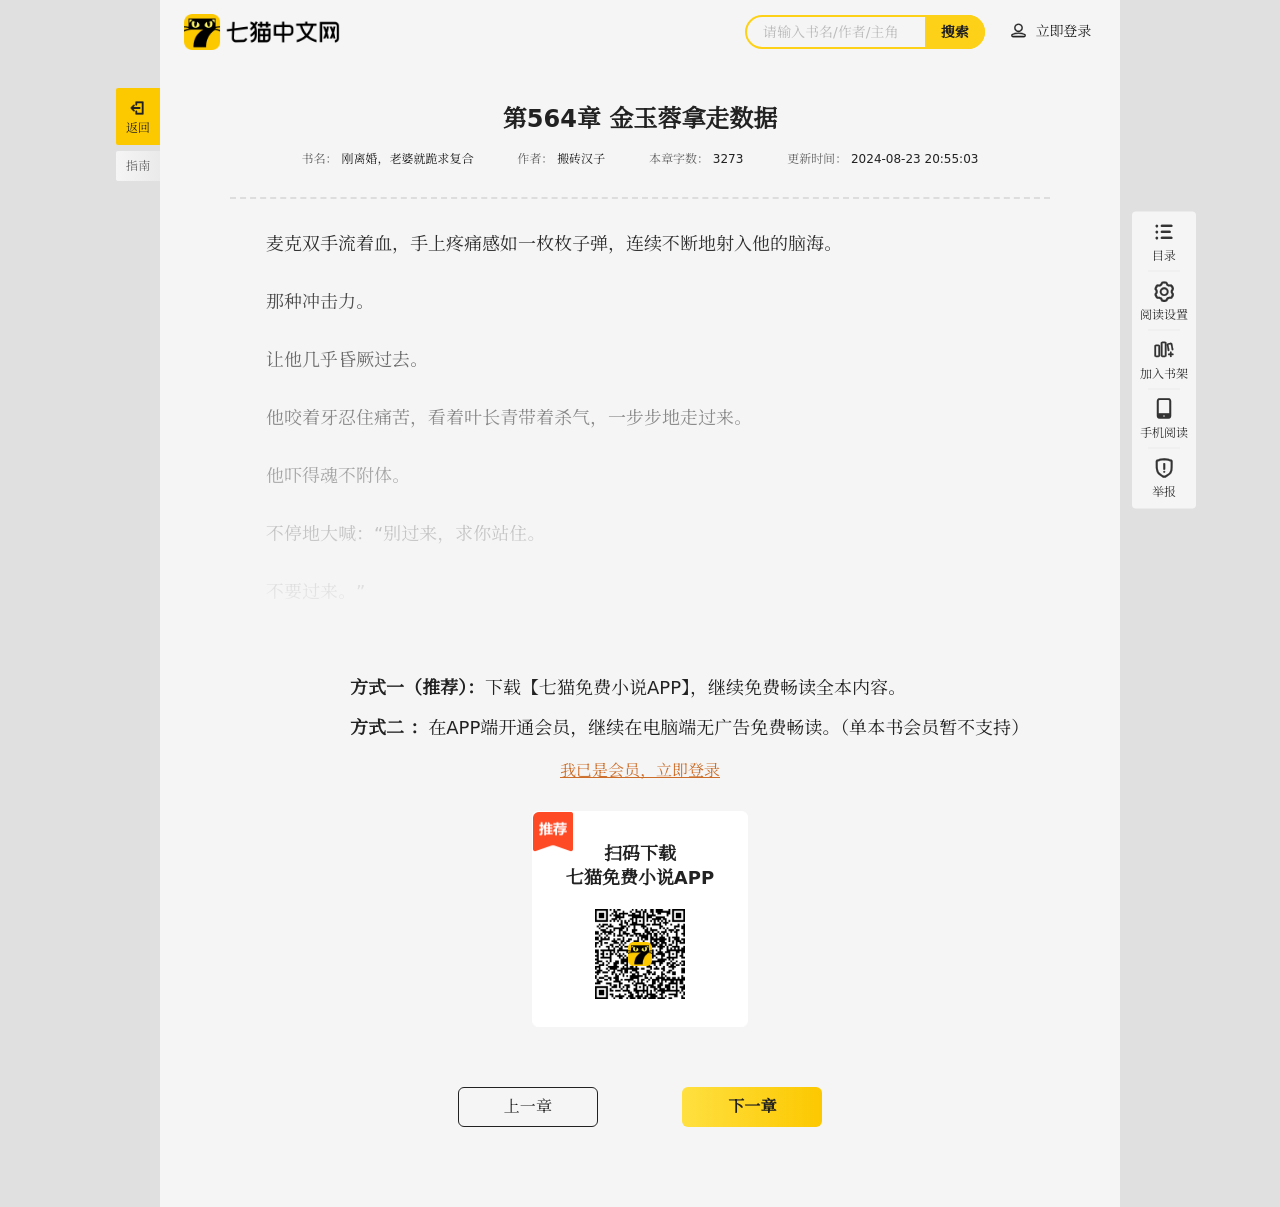 七猫中文网
请输入书名/作者/主角
搜索
立即登录
返回
指南
第564章 金玉蓉拿走数据
书名： 刚离婚，老婆就跪求复合 作者： 搬砖汉子 本章字数： 3273 更新时间： 2024-08-23 20:55:03
麦克双手流着血，手上疼痛感如一枚枚子弹，连续不断地射入他的脑海。
那种冲击力。
让他几乎昏厥过去。
他咬着牙忍住痛苦，看着叶长青带着杀气，一步步地走过来。
他吓得魂不附体。
不停地大喊：“别过来，求你站住。
不要过来。”
目录
阅读设置
加入书架
手机阅读
举报
方式一（推荐）：下载【七猫免费小说APP】，继续免费畅读全本内容。
方式二 ：在APP端开通会员，继续在电脑端无广告免费畅读。（单本书会员暂不支持）
我已是会员，立即登录
推荐
扫码下载
七猫免费小说APP
上一章
下一章